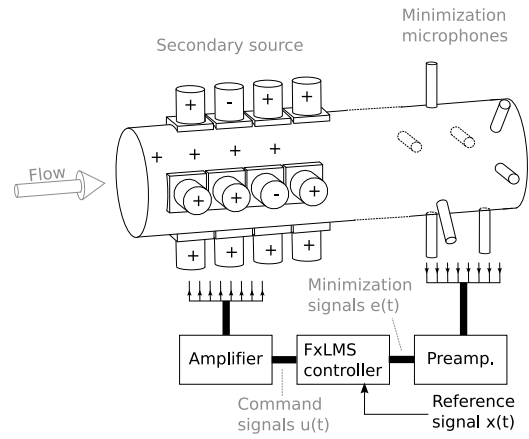 Secondary source
Minimization
microphones
+ - + +
+ + + +
Flow
+ + - +
+ + + +
Minimization
signals e(t)
Amplifier
FxLMS
controller
Preamp.
Command
signals u(t)
Reference
signal x(t)